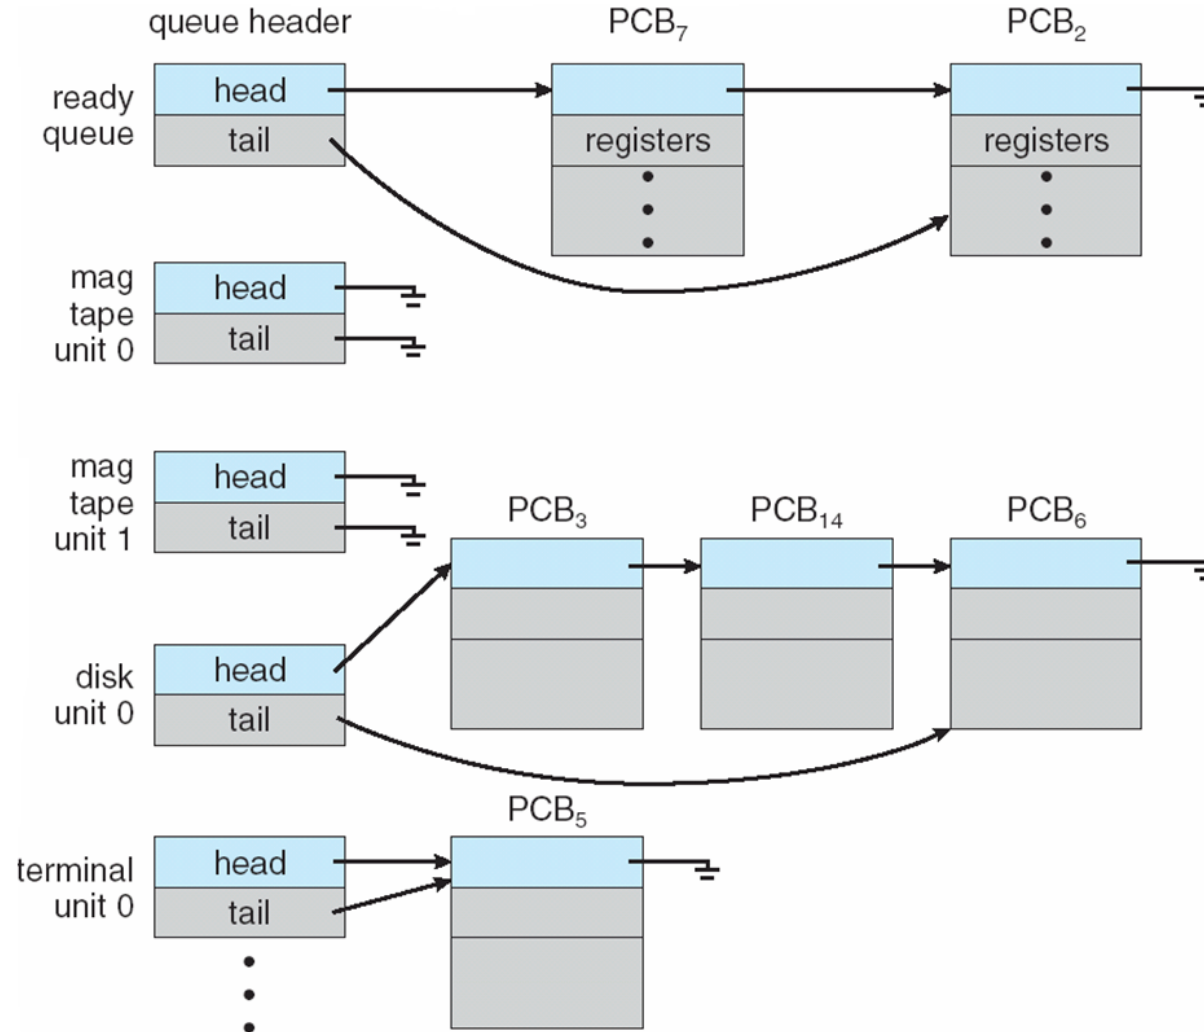 queue header
PCB₇
PCB₂
ready
queue
head
tail
registers
registers
mag
tape
unit 0
head
tail
mag
tape
unit 1
head
tail
PCB₃
PCB₁₄
PCB₆
disk
unit 0
head
tail
PCB₅
terminal
unit 0
head
tail